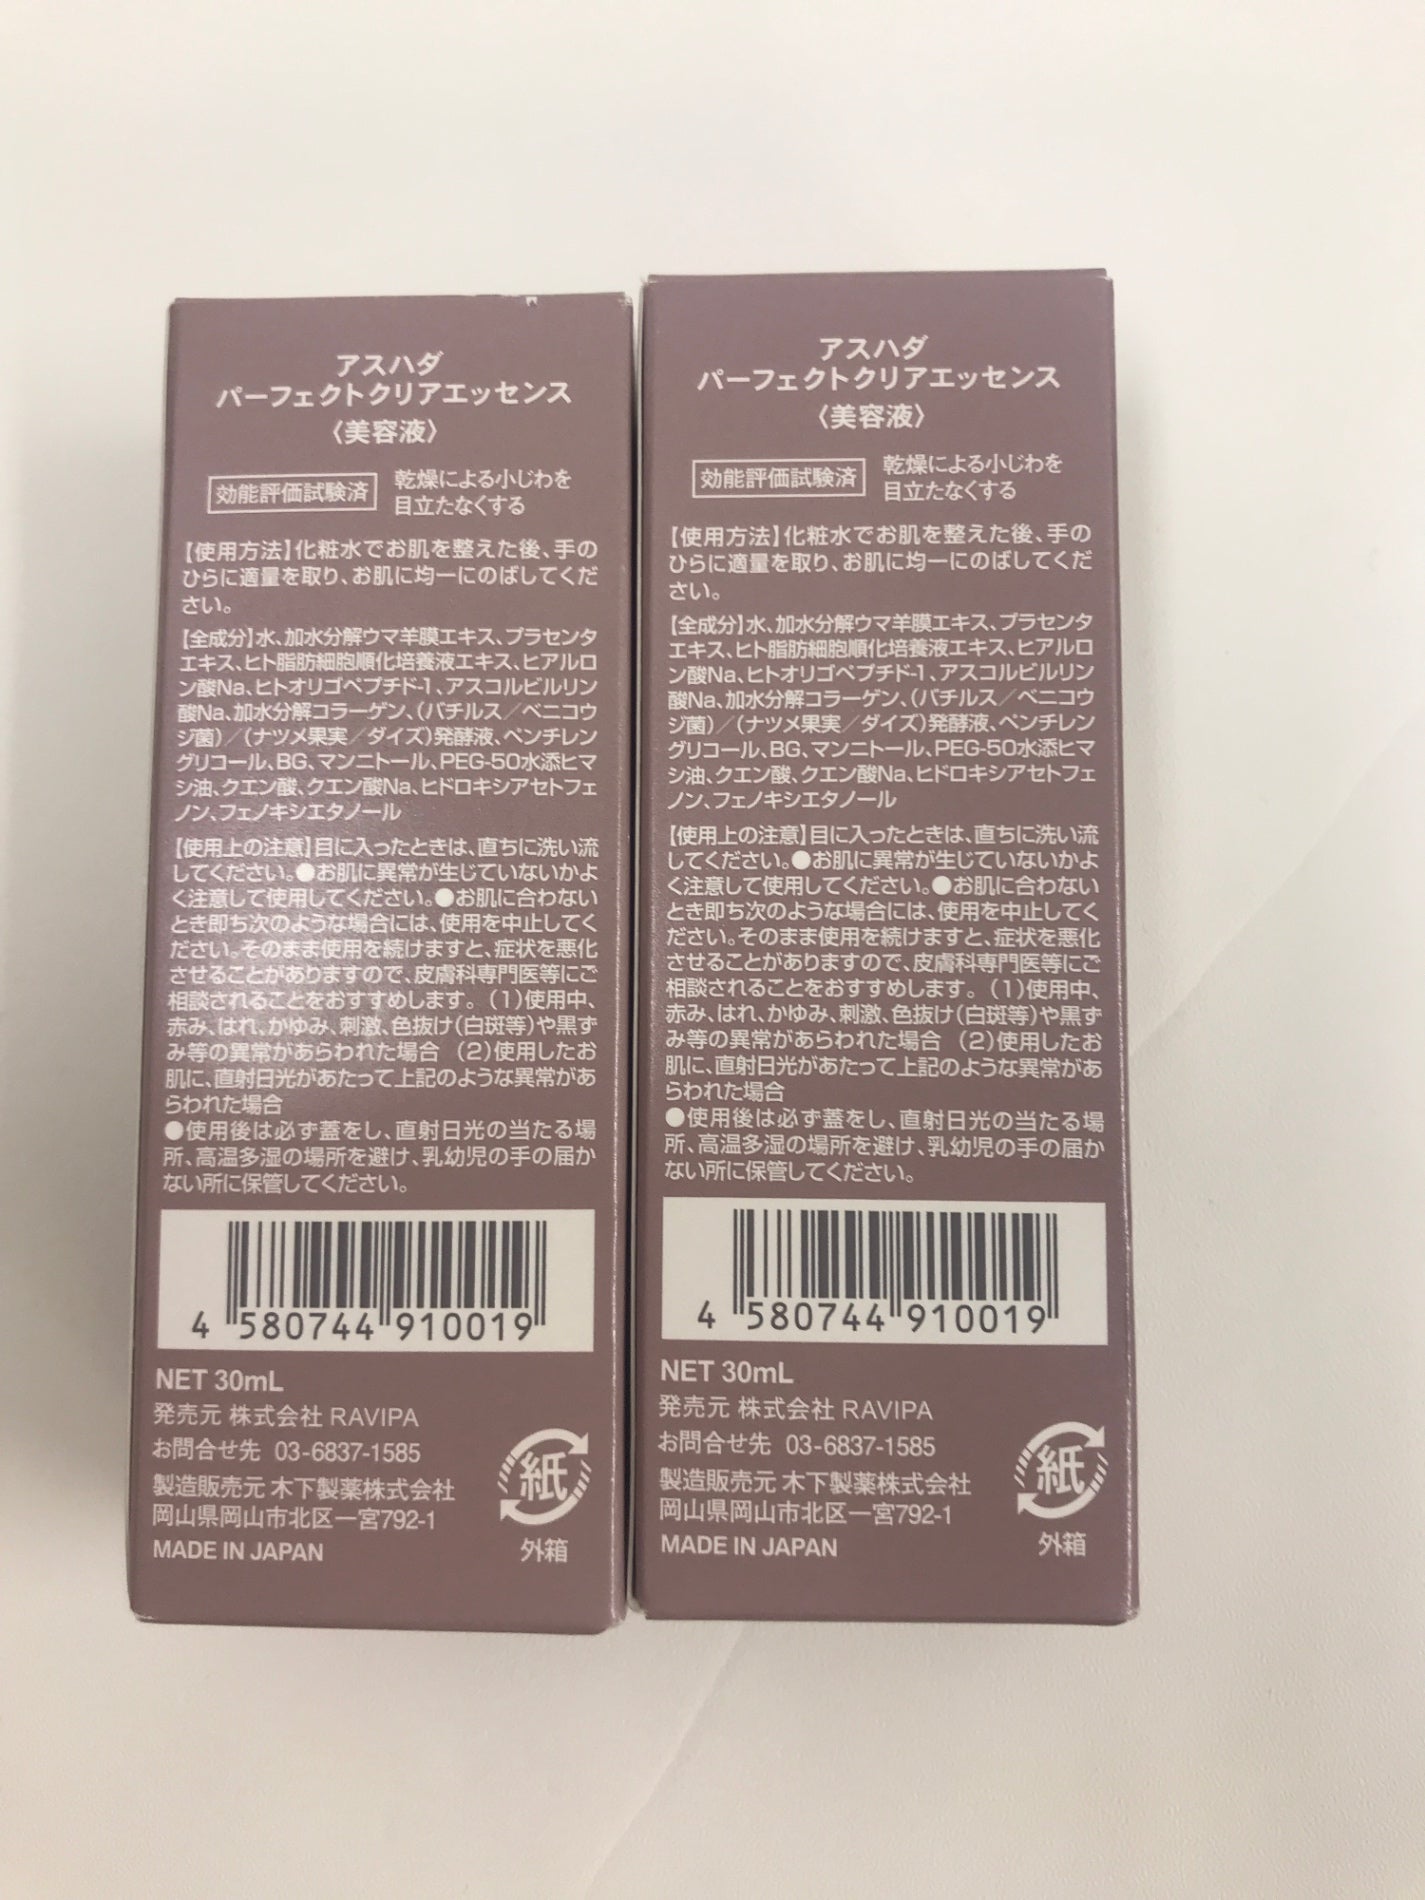 アスハダ
パーフェクトクリアエッセンス
〈美容液〉
効能評価試験済
乾燥による小じわを
目立たなくする
【使用方法】化粧水でお肌を整えた後、手の
ひらに適量を取り、お肌に均一にのばしてくだ
さい。
【全成分】水、加水分解ウマ羊膜エキス、プラセンタ
エキス、ヒト脂肪細胞順化培養液エキス、ヒアルロ
ン酸Na、ヒトオリゴペプチド-1、アスコルビルリン
酸Na、加水分解コラーゲン、(バチルス／ベニコウ
ジ菌)／(ナツメ果実／ダイズ)発酵液、ペンチレン
グリコール、BG、マンニトール、PEG-50水添ヒマ
シ油、クエン酸、クエン酸Na、ヒドロキシアセトフェ
ノン、フェノキシエタノール
【使用上の注意】目に入ったときは、直ちに洗い流
してください。●お肌に異常が生じていないかよ
く注意して使用してください。●お肌に合わない
とき即ち次のような場合には、使用を中止してく
ださい。そのまま使用を続けますと、症状を悪化
させることがありますので、皮膚科専門医等にご
相談されることをおすすめします。(1)使用中、
赤み、はれ、かゆみ、刺激、色抜け(白斑等)や黒ず
み等の異常があらわれた場合 (2)使用したお
肌に、直射日光があたって上記のような異常があ
らわれた場合
●使用後は必ず蓋をし、直射日光の当たる場
所、高温多湿の場所を避け、乳幼児の手の届か
ない所に保管してください。
4 580744 910019
NET 30mL
発売元 株式会社 RAVIPA
お問合せ先 03-6837-1585
製造販売元 木下製薬株式会社
岡山県岡山市北区一宮792-1
MADE IN JAPAN
紙
外箱
アスハダ
パーフェクトクリアエッセンス
〈美容液〉
効能評価試験済
乾燥による小じわを
目立たなくする
【使用方法】化粧水でお肌を整えた後、手の
ひらに適量を取り、お肌に均一にのばしてくだ
さい。
【全成分】水、加水分解ウマ羊膜エキス、プラセンタ
エキス、ヒト脂肪細胞順化培養液エキス、ヒアルロ
ン酸Na、ヒトオリゴペプチド-1、アスコルビルリン
酸Na、加水分解コラーゲン、(バチルス／ベニコウ
ジ菌)／(ナツメ果実／ダイズ)発酵液、ペンチレン
グリコール、BG、マンニトール、PEG-50水添ヒマ
シ油、クエン酸、クエン酸Na、ヒドロキシアセトフェ
ノン、フェノキシエタノール
【使用上の注意】目に入ったときは、直ちに洗い流
してください。●お肌に異常が生じていないかよ
く注意して使用してください。●お肌に合わない
とき即ち次のような場合には、使用を中止してく
ださい。そのまま使用を続けますと、症状を悪化
させることがありますので、皮膚科専門医等にご
相談されることをおすすめします。(1)使用中、
赤み、はれ、かゆみ、刺激、色抜け(白斑等)や黒ず
み等の異常があらわれた場合 (2)使用したお
肌に、直射日光があたって上記のような異常があ
らわれた場合
●使用後は必ず蓋をし、直射日光の当たる場
所、高温多湿の場所を避け、乳幼児の手の届か
ない所に保管してください。
4 580744 910019
NET 30mL
発売元 株式会社 RAVIPA
お問合せ先 03-6837-1585
製造販売元 木下製薬株式会社
岡山県岡山市北区一宮792-1
MADE IN JAPAN
紙
外箱